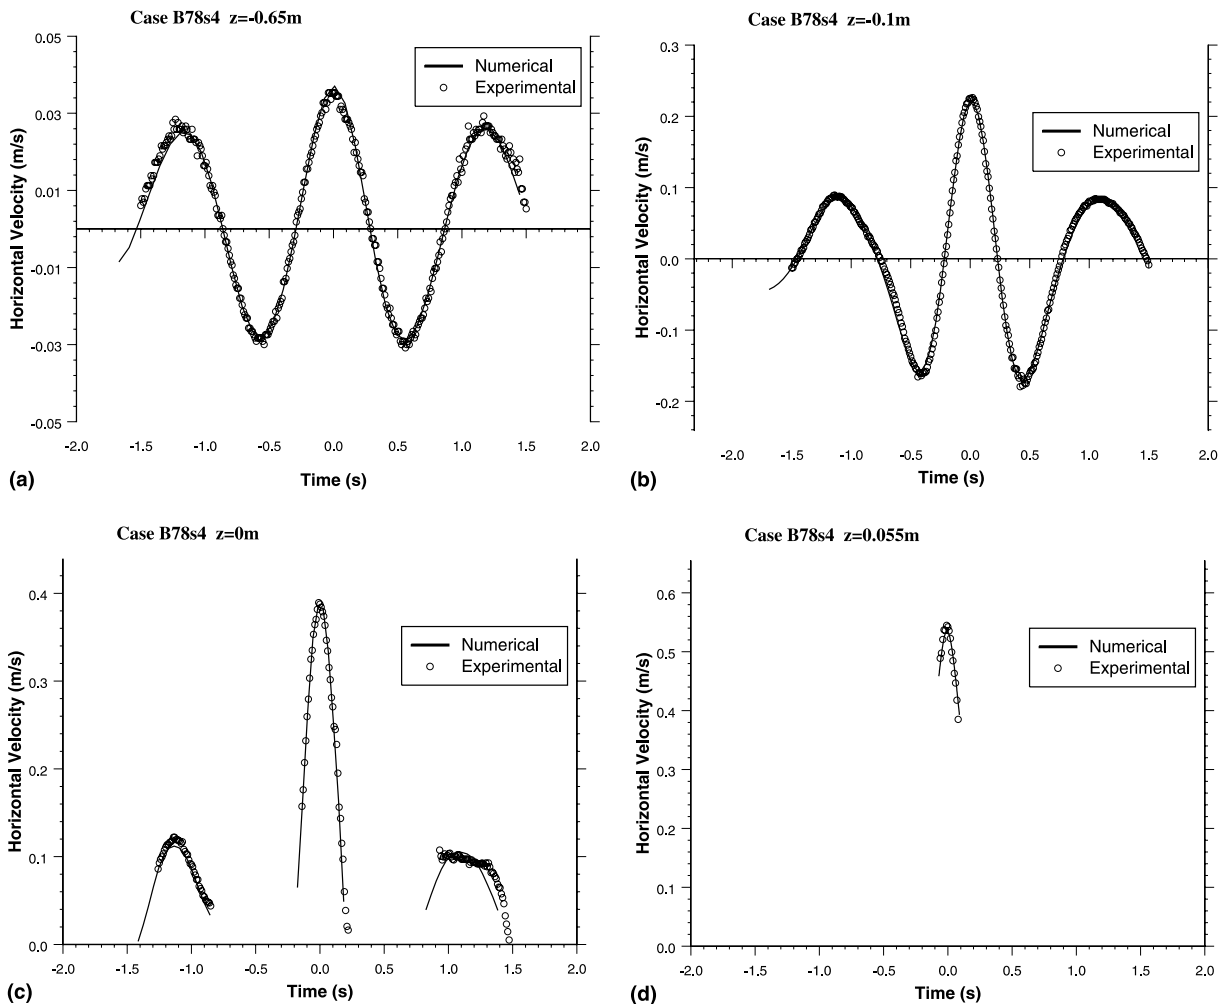 Case B78s4 z=-0.65m
0.05
0.03
0.01
-0.01
-0.03
-0.05
Horizontal Velocity (m/s)
Numerical
Experimental
-2.0 -1.5 -1.0 -0.5 0.0 0.5 1.0 1.5 2.0
Time (s)
(a)
Case B78s4 z=-0.1m
0.3
0.2
0.1
0.0
-0.1
-0.2
Horizontal Velocity (m/s)
Numerical
Experimental
-2.0 -1.5 -1.0 -0.5 0.0 0.5 1.0 1.5 2.0
Time (s)
(b)
Case B78s4 z=0m
0.4
0.3
0.2
0.1
0.0
Horizontal Velocity (m/s)
Numerical
Experimental
-2.0 -1.5 -1.0 -0.5 0.0 0.5 1.0 1.5 2.0
Time (s)
(c)
Case B78s4 z=0.055m
0.6
0.5
0.4
0.3
0.2
0.1
0.0
Horizontal Velocity (m/s)
Numerical
Experimental
-2.0 -1.5 -1.0 -0.5 0.0 0.5 1.0 1.5 2.0
Time (s)
(d)